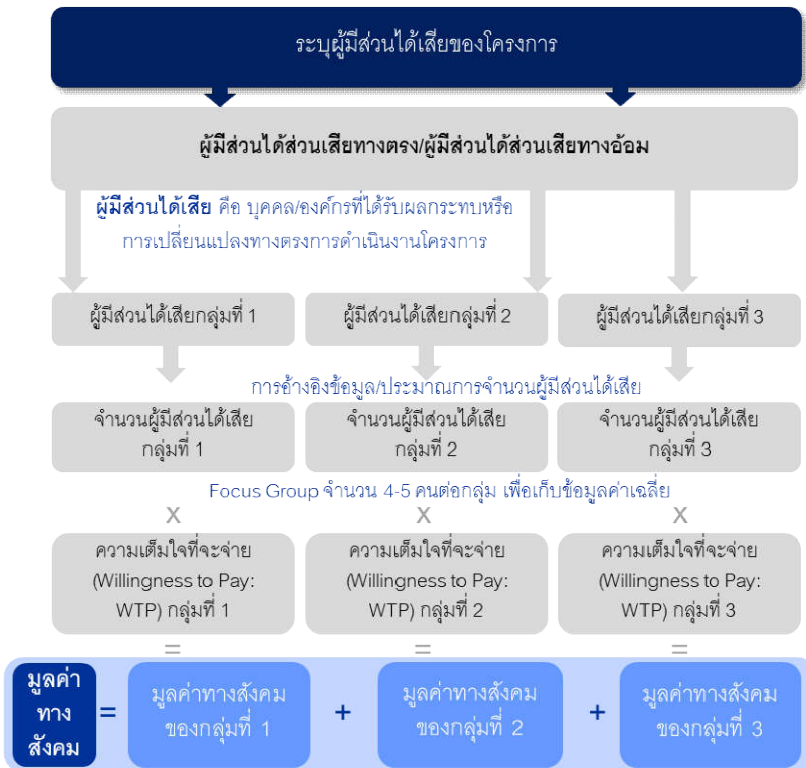 ระบุผู้มีส่วนได้เสียของโครงการ
ผู้มีส่วนได้ส่วนเสียทางตรง/ผู้มีส่วนได้ส่วนเสียทางอ้อม
ผู้มีส่วนได้เสีย คือ บุคคล/องค์กรที่ได้รับผลกระทบหรือ
การเปลี่ยนแปลงทางตรงการดำเนินงานโครงการ
ผู้มีส่วนได้เสียกลุ่มที่ 1
ผู้มีส่วนได้เสียกลุ่มที่ 2
ผู้มีส่วนได้เสียกลุ่มที่ 3
การอ้างอิงข้อมูล/ประมาณการจำนวนผู้มีส่วนได้เสีย
จำนวนผู้มีส่วนได้เสีย
กลุ่มที่ 1
จำนวนผู้มีส่วนได้เสีย
กลุ่มที่ 2
จำนวนผู้มีส่วนได้เสีย
กลุ่มที่ 3
Focus Group จำนวน 4-5 คนต่อกลุ่ม เพื่อเก็บข้อมูลค่าเฉลี่ย
X X X
ความเต็มใจที่จะจ่าย
(Willingness to Pay:
WTP) กลุ่มที่ 1
ความเต็มใจที่จะจ่าย
(Willingness to Pay:
WTP) กลุ่มที่ 2
ความเต็มใจที่จะจ่าย
(Willingness to Pay:
WTP) กลุ่มที่ 3
= = =
มูลค่า
ทาง
สังคม
=
มูลค่าทางสังคม
ของกลุ่มที่ 1
+
มูลค่าทางสังคม
ของกลุ่มที่ 2
+
มูลค่าทางสังคม
ของกลุ่มที่ 3